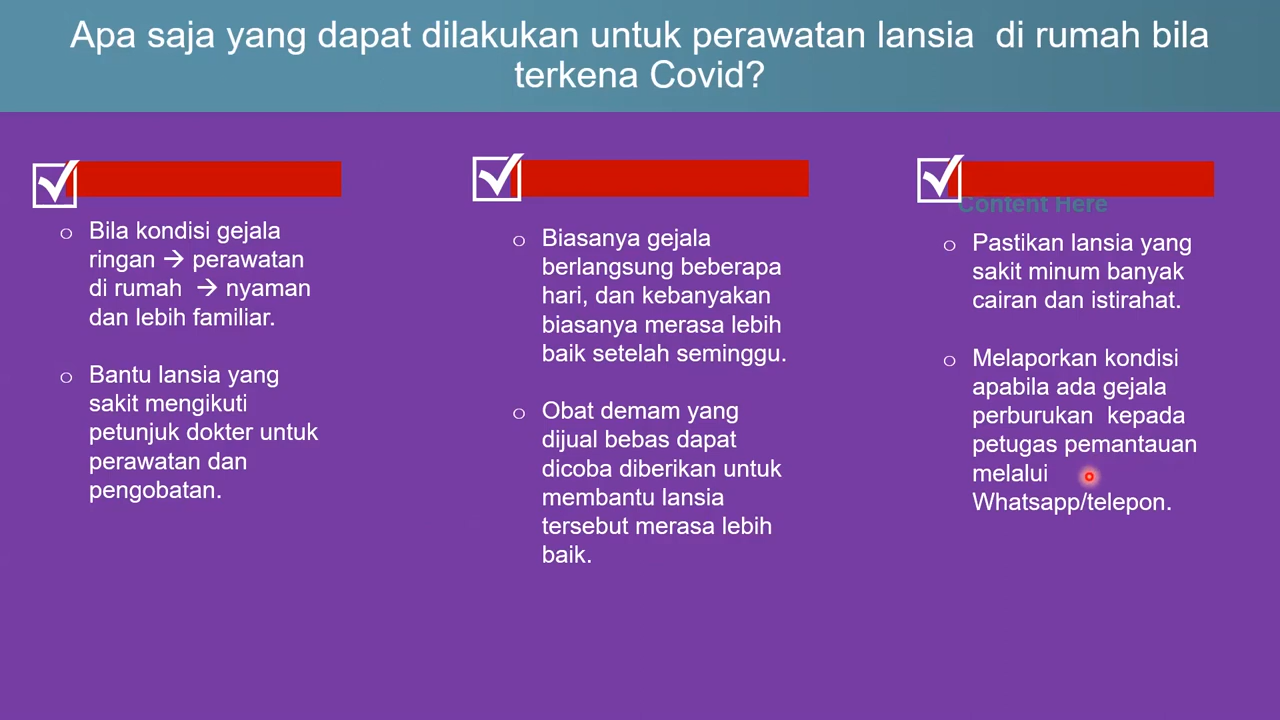 Apa saja yang dapat dilakukan untuk perawatan lansia di rumah bila
terkena Covid?
Bila kondisi gejala
ringan → perawatan
di rumah → nyaman
dan lebih familiar.
Bantu lansia yang
sakit mengikuti
petunjuk dokter untuk
perawatan dan
pengobatan.
Biasanya gejala
berlangsung beberapa
hari, dan kebanyakan
biasanya merasa lebih
baik setelah seminggu.
Obat demam yang
dijual bebas dapat
dicoba diberikan untuk
membantu lansia
tersebut merasa lebih
baik.
Content Here
Pastikan lansia yang
sakit minum banyak
cairan dan istirahat.
Melaporkan kondisi
apabila ada gejala
perburukan kepada
petugas pemantauan
melalui
Whatsapp/telepon.